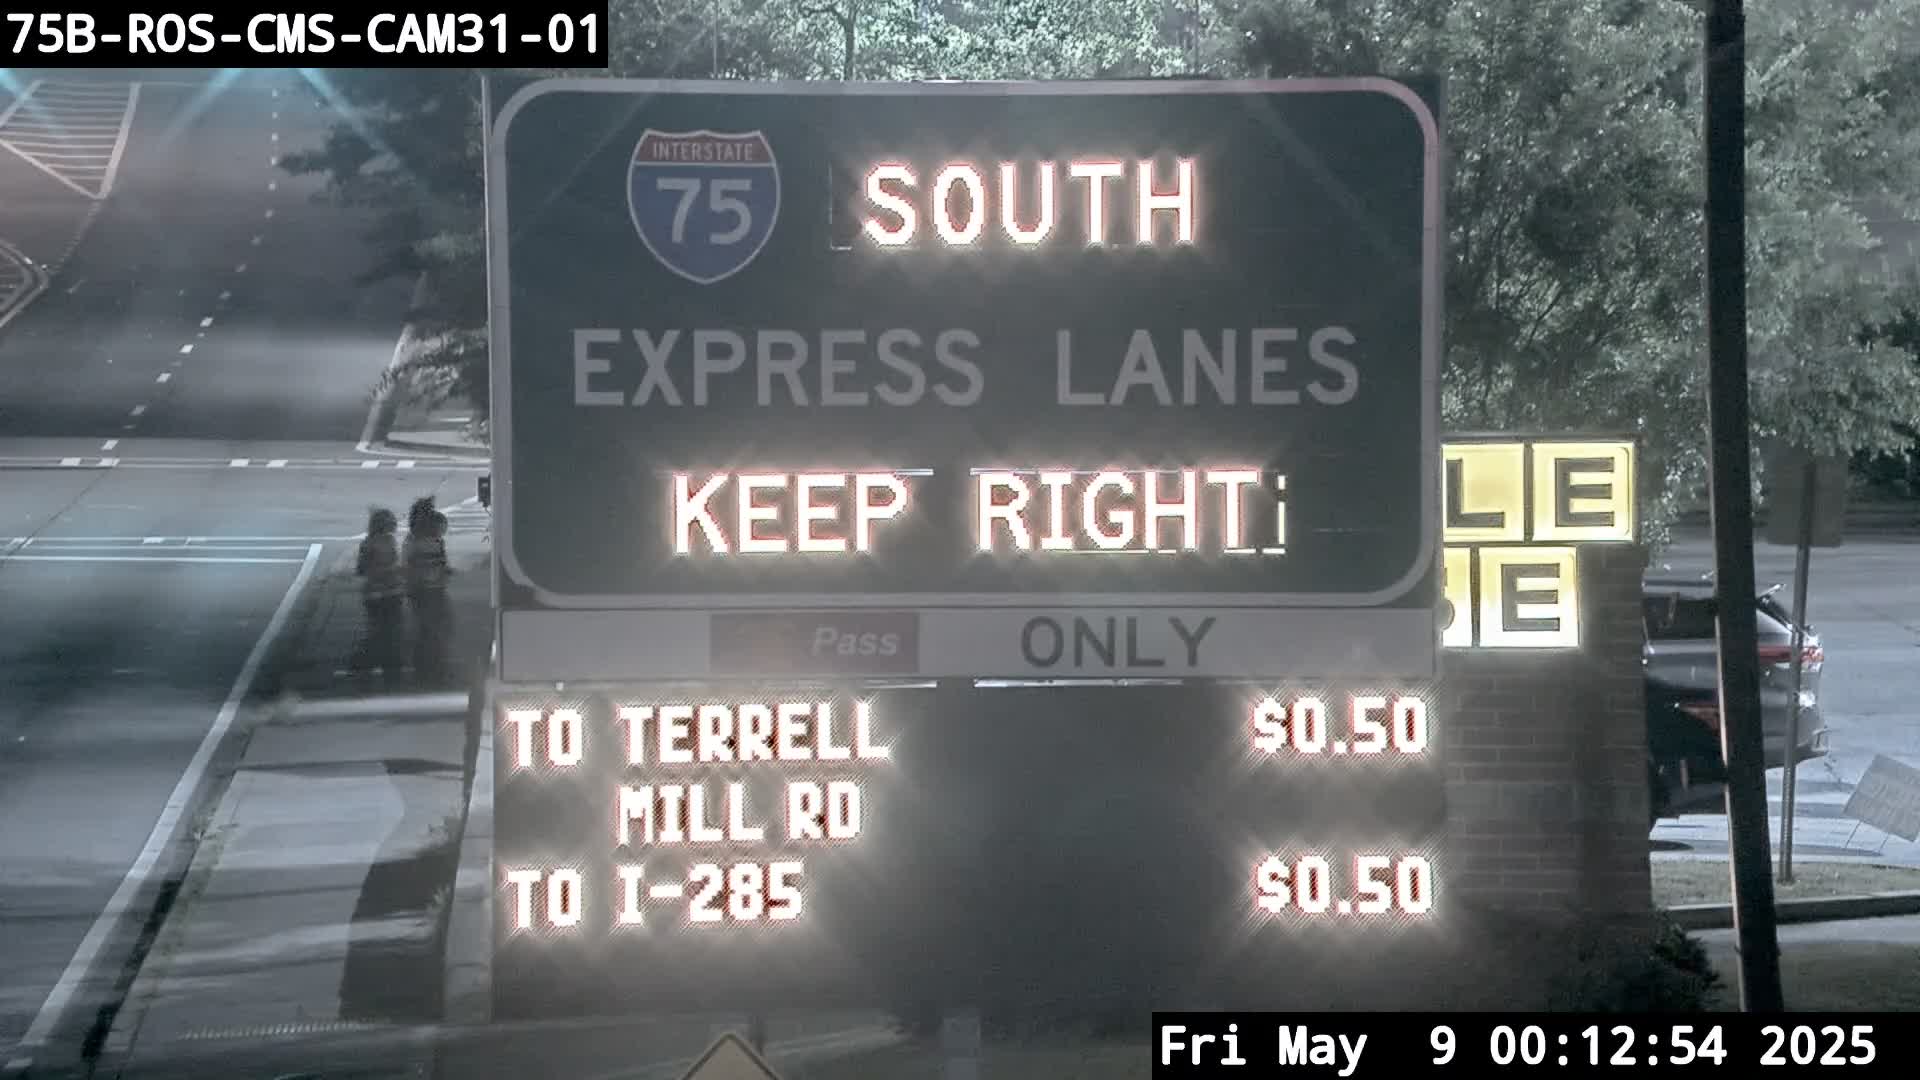 75B-ROS-CMS-CAM31-01
INTERSTATE
75
SOUTH
EXPRESS LANES
KEEP RIGHT
Pass ONLY
TO TERRELL $0.50
MILL RD
TO I-285 $0.50
LE
E
Fri May 9 00:12:54 2025